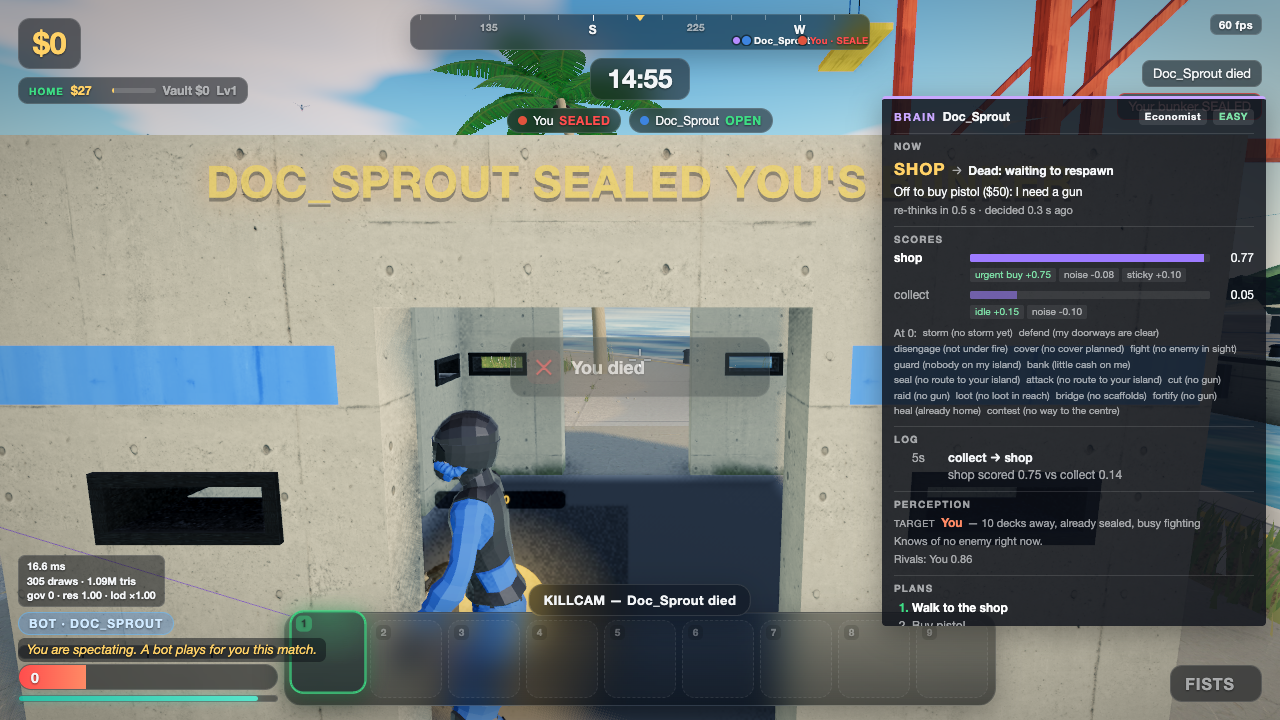 $0
HOME $27 Vault $0 Lv1
135 S 225 W
Doc_Sprout You · SEALE
14:55
You SEALED
Doc_Sprout OPEN
60 fps
Doc_Sprout died
Your bunker SEALED
DOC_SPROUT SEALED YOU'S
You died
BRAIN Doc_Sprout Economist EASY
NOW
SHOP → Dead: waiting to respawn
Off to buy pistol ($50): I need a gun
re-thinks in 0.5 s · decided 0.3 s ago
SCORES
shop 0.77
urgent buy +0.75 noise -0.08 sticky +0.10
collect 0.05
idle +0.15 noise -0.10
At 0: storm (no storm yet) defend (my doorways are clear)
disengage (not under fire) cover (no cover planned) fight (no enemy in sight)
guard (nobody on my island) bank (little cash on me)
seal (no route to your island) attack (no route to your island) cut (no gun)
raid (no gun) loot (no loot in reach) bridge (no scaffolds) fortify (no gun)
heal (already home) contest (no way to the centre)
LOG
5s collect → shop
shop scored 0.75 vs collect 0.14
PERCEPTION
TARGET You — 10 decks away, already sealed, busy fighting
Knows of no enemy right now.
Rivals: You 0.86
PLANS
1. Walk to the shop
2. Buy pistol
16.6 ms
305 draws · 1.09M tris
gov 0 · res 1.00 · lod ×1.00
BOT · DOC_SPROUT
You are spectating. A bot plays for you this match.
0
KILLCAM — Doc_Sprout died
1 2 3 4 5 6 7 8 9
FISTS